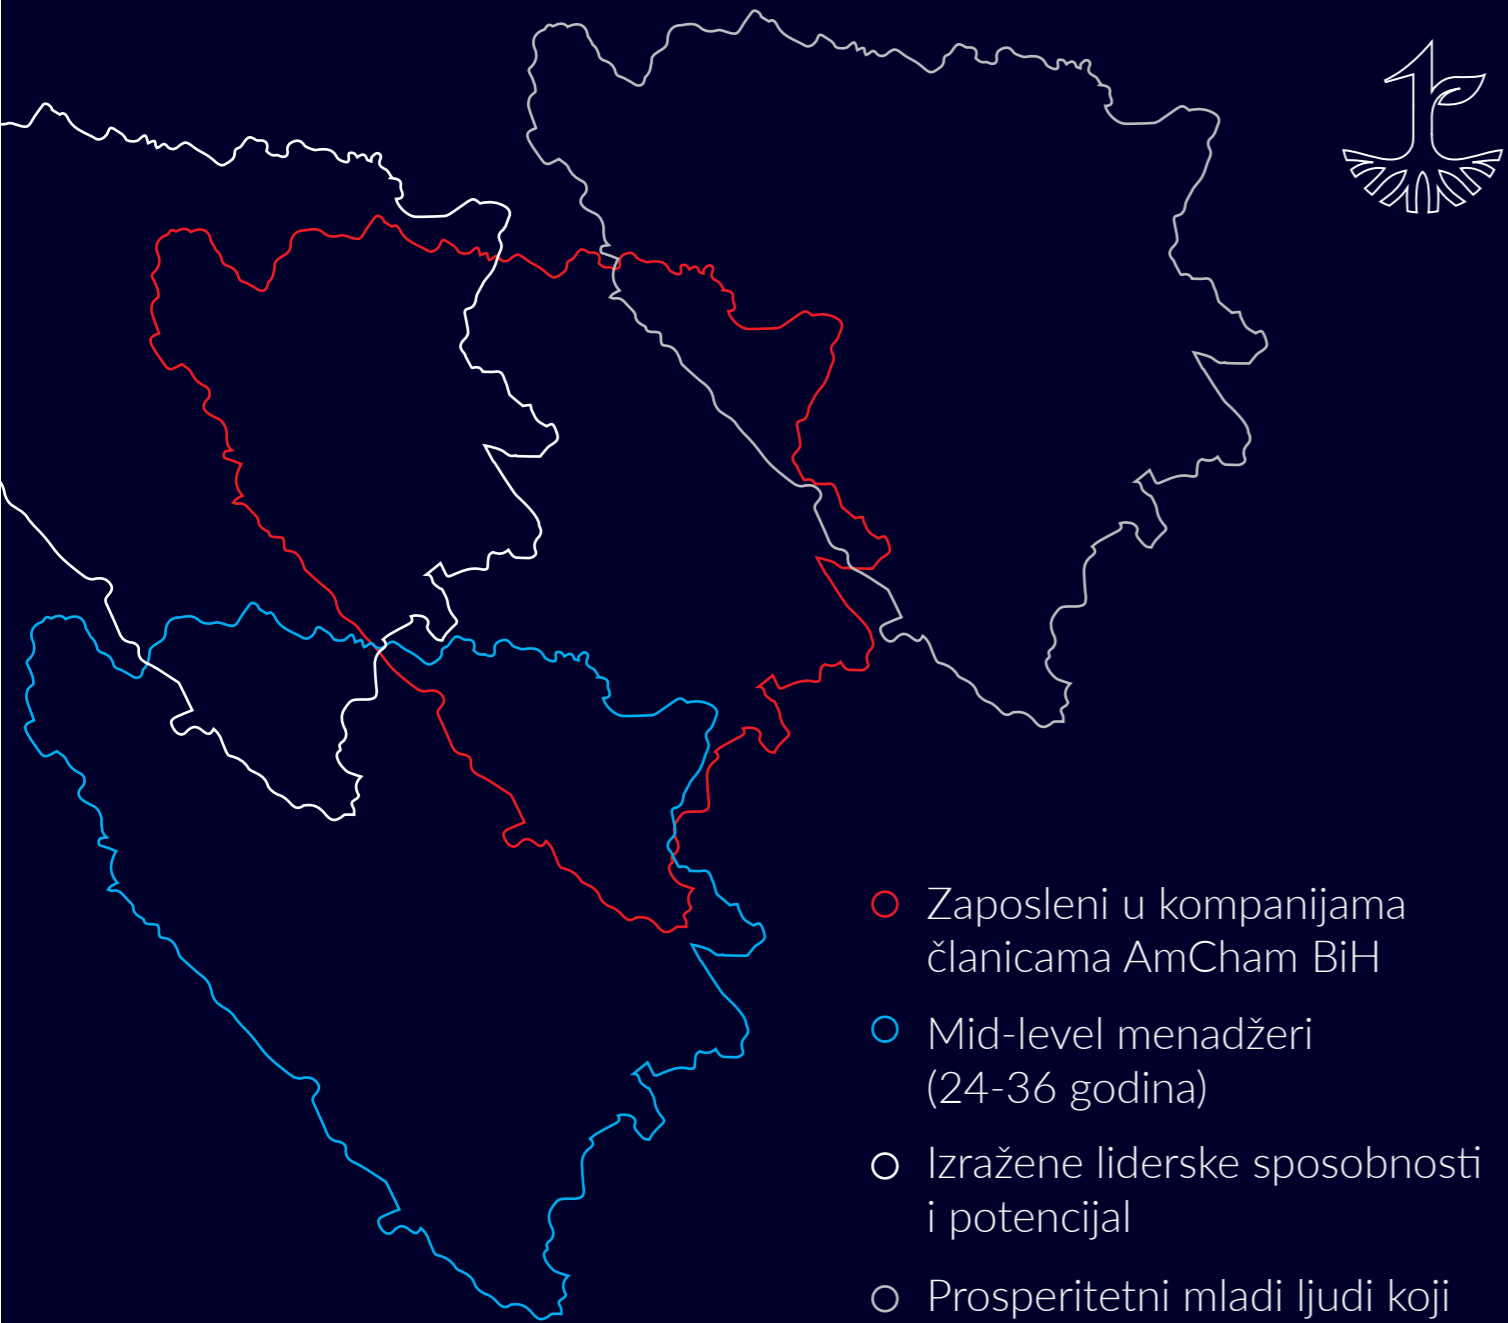 Zaposleni u kompanijama
članicama AmCham BiH
Mid-level menadžeri
(24-36 godina)
Izražene liderske sposobnosti
i potencijal
Prosperitetni mladi ljudi koji